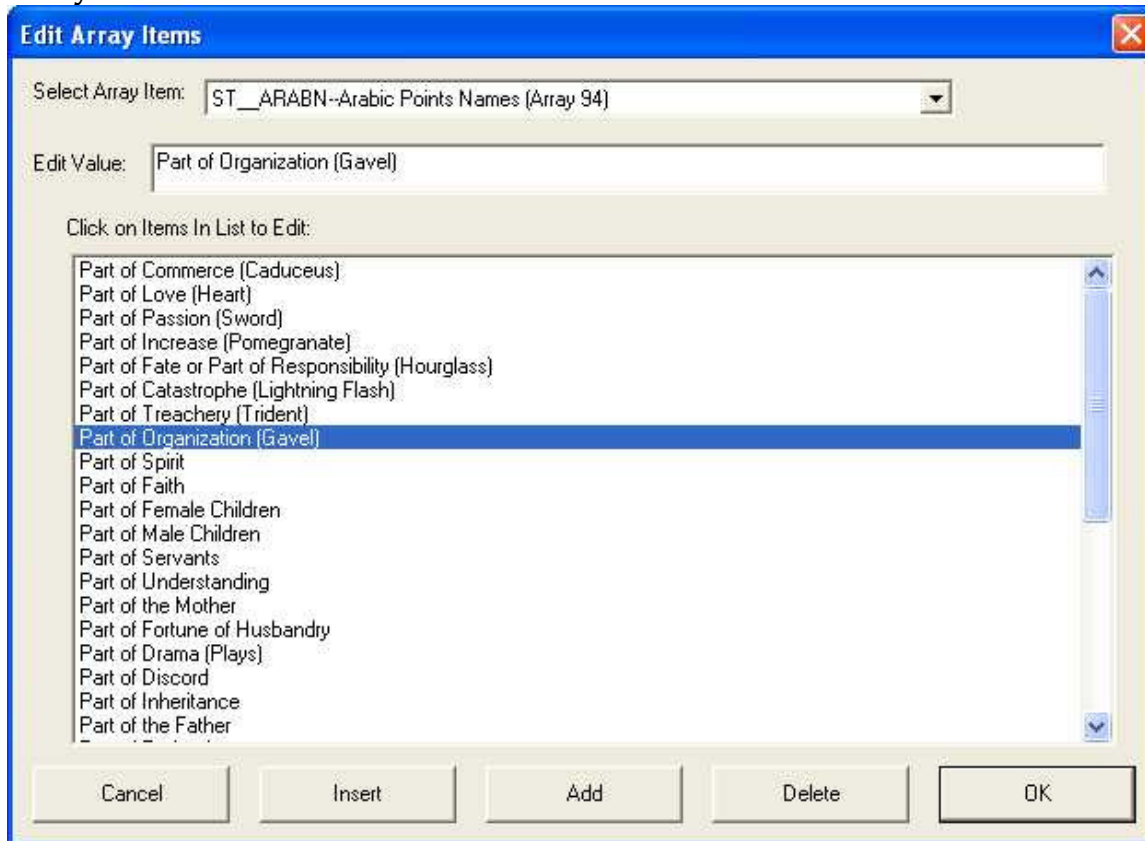 Edit Array Items
Select Array Item: ST__ARABN--Arabic Points Names (Array 94)
Edit Value: Part of Organization (Gavel)
Click on Items In List to Edit:
Part of Commerce (Caduceus)
Part of Love (Heart)
Part of Passion (Sword)
Part of Increase (Pomegranate)
Part of Fate or Part of Responsibility (Hourglass)
Part of Catastrophe (Lightning Flash)
Part of Treachery (Trident)
Part of Organization (Gavel)
Part of Spirit
Part of Faith
Part of Female Children
Part of Male Children
Part of Servants
Part of Understanding
Part of the Mother
Part of Fortune of Husbandry
Part of Drama (Plays)
Part of Discord
Part of Inheritance
Part of the Father
Cancel Insert Add Delete OK